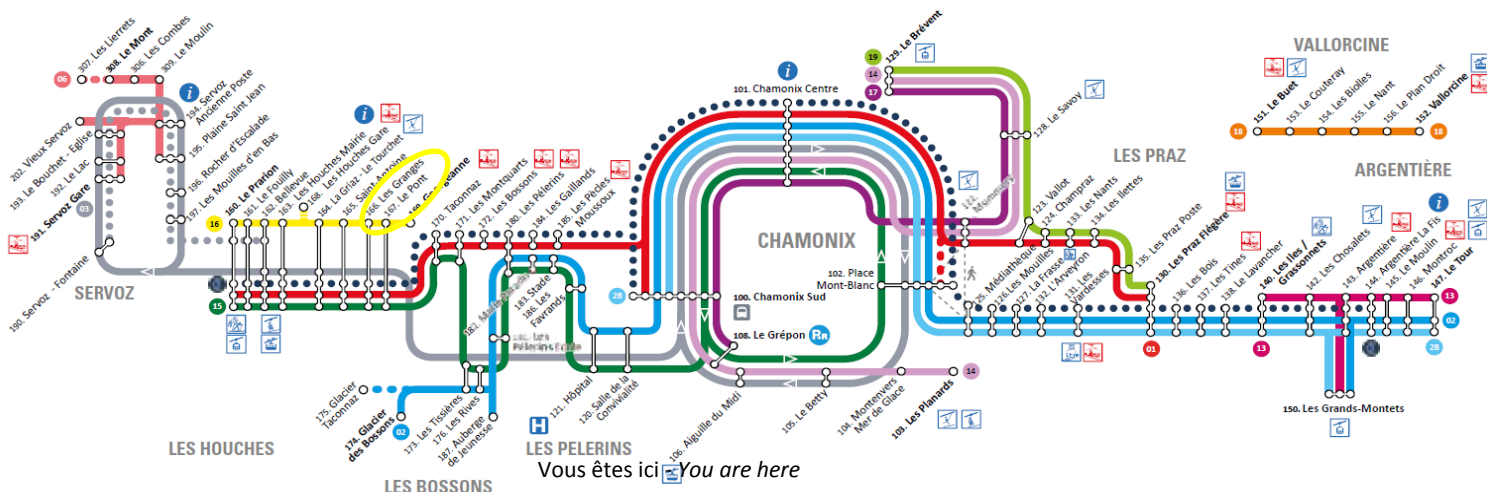 307. Les Lierrets
308. Le Mont
306. Les Combes
309. Le Moulin
06
194. Servoz
Ancienne Poste
195. Plaine Saint Jean
196. Rocher d'Escalade
197. Les Mouilles d'en Bas
202. Vieux Servoz
193. Le Bouchet - Eglise
192. Le Lac
191. Servoz Gare
03
190. Servoz - Fontaine
SERVOZ
i
160. Le Prarion
161. Le Fouilly
162. Bellevue
163. Les Houches Mairie
168. Les Houches Gare
164. La Griaz - Le Tourchet
165. Saint-Antoine
166. Les Granges
167. Le Pont
16
15
i
LES HOUCHES
170. Taconnaz
171. Les Montquarts
172. Les Bossons
180. Les Pélerins
184. Les Gaillands
185. Les Pècles
Moussoux
183. Stade
186. Les
Favrands
175. Glacier
Taconnaz
174. Glacier
des Bossons
02
173. Les Tissières
176. Les Rives
187. Auberge
de Jeunesse
LES BOSSONS
H
LES PELERINS
121. Hôpital
120. Salle de la
Convivialité
2B
i
101. Chamonix Centre
CHAMONIX
102. Place
Mont-Blanc
100. Chamonix Sud
108. Le Grépon
106. Aiguille du Midi
105. Le Betty
104. Montenvers
Mer de Glace
103. Les Planards
14
Vous êtes ici
You are here
19
14
17
129. Le Brévent
128. Le Savoy
LES PRAZ
123. Vallot
124. Champraz
133. Les Nants
134. Les Ilettes
135. Les Praz Poste
130. Les Praz Flégère
125. Médiathèque
126. Les Mouilles
127. La Frasse
132. L'Arveyron
131. Les
Vardesses
01
136. Les Bois
137. Les Tines
138. Le Lavancher
140. Les Iles /
Grassonnets
13
142. Les Chosalets
143. Argentière
144. Argentière La Fis
145. Le Moulin
146. Montroc
147. Le Tour
13
02
2B
150. Les Grands-Montets
ARGENTIÈRE
i
VALLORCINE
18
151. Le Buet
153. Le Couteray
154. Les Biolles
155. Le Nant
156. Le Plan Droit
152. Vallorcine
18